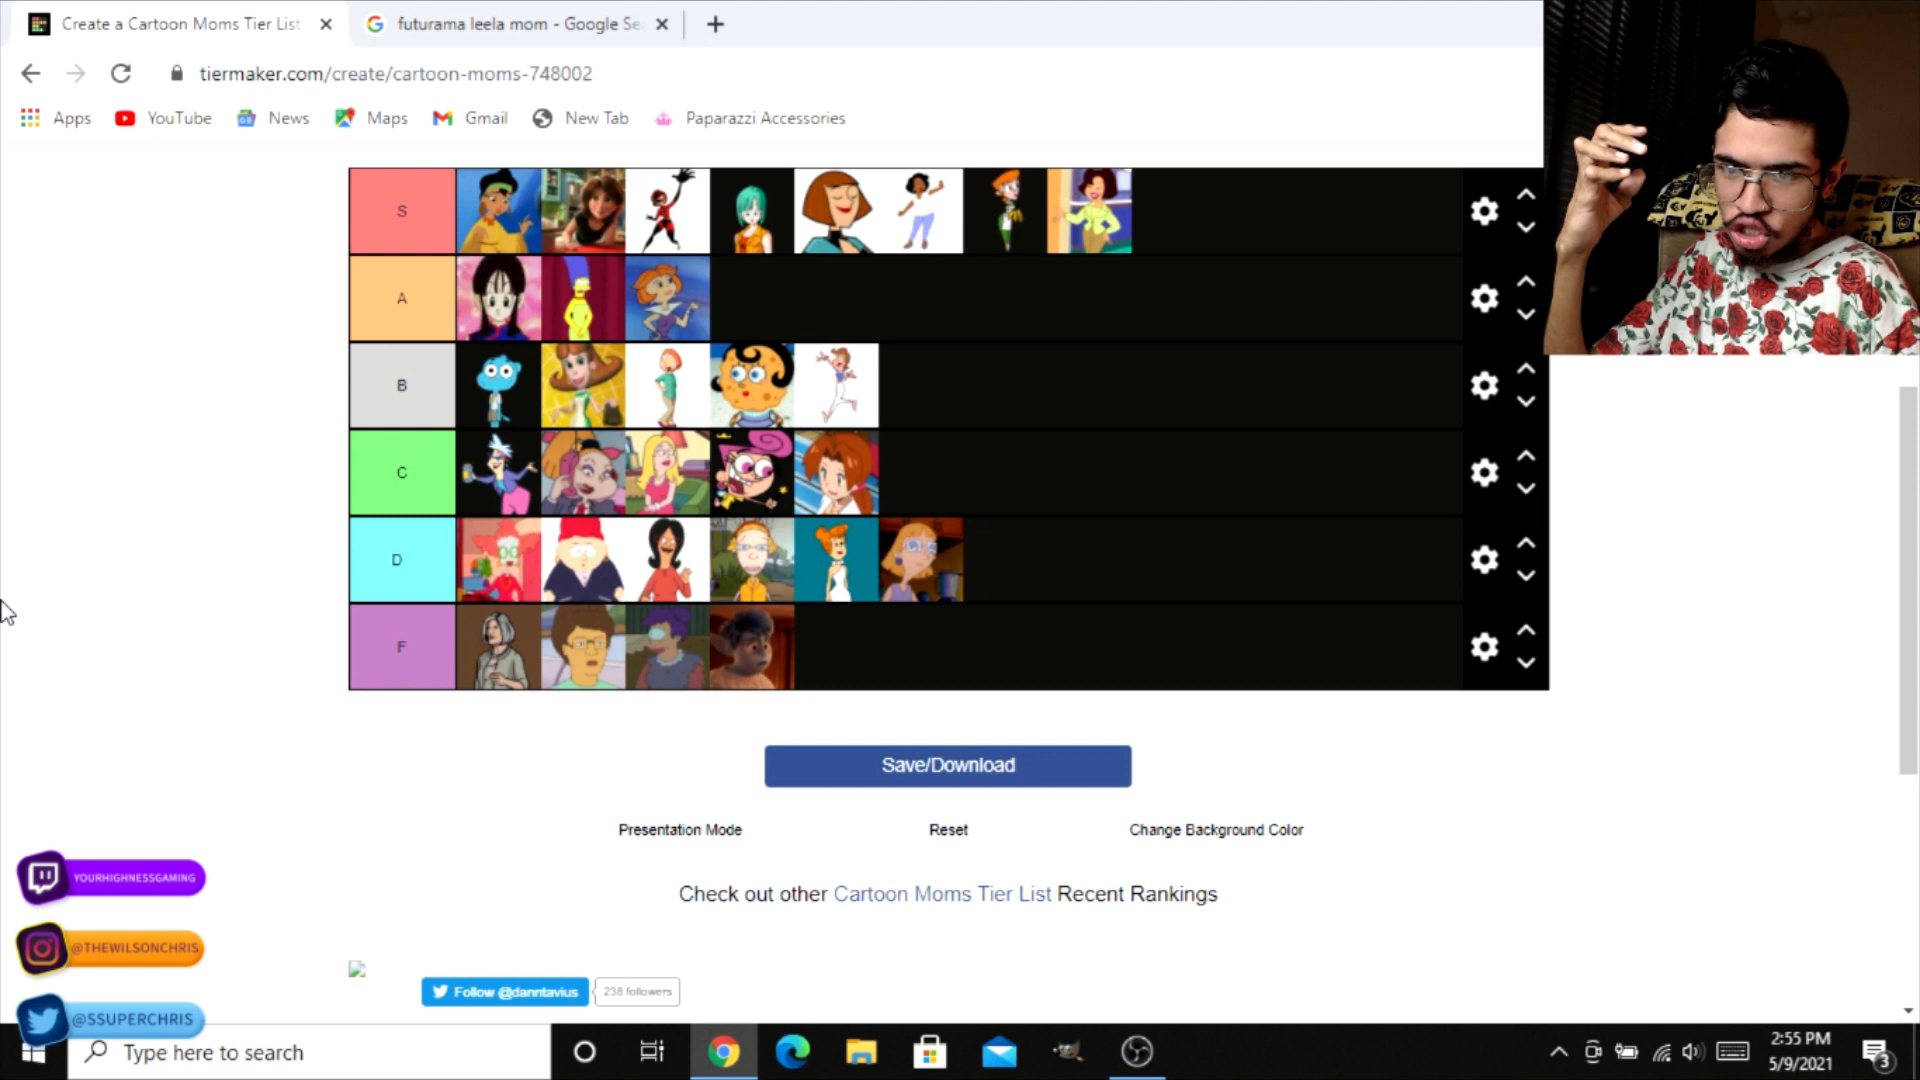 Create a Cartoon Moms Tier List
futurama leela mom - Google Se
tiermaker.com/create/cartoon-moms-748002
Apps YouTube News Maps Gmail New Tab Paparazzi Accessories
S
A
B
C
D
F
Save/Download
Presentation Mode Reset Change Background Color
Check out other Cartoon Moms Tier List Recent Rankings
YOURHIGHNESSGAMING
@THEWILSONCHRIS
Follow @danntavius 238 followers
@SSUPERCHRIS
Type here to search
2:55 PM
5/9/2021
3